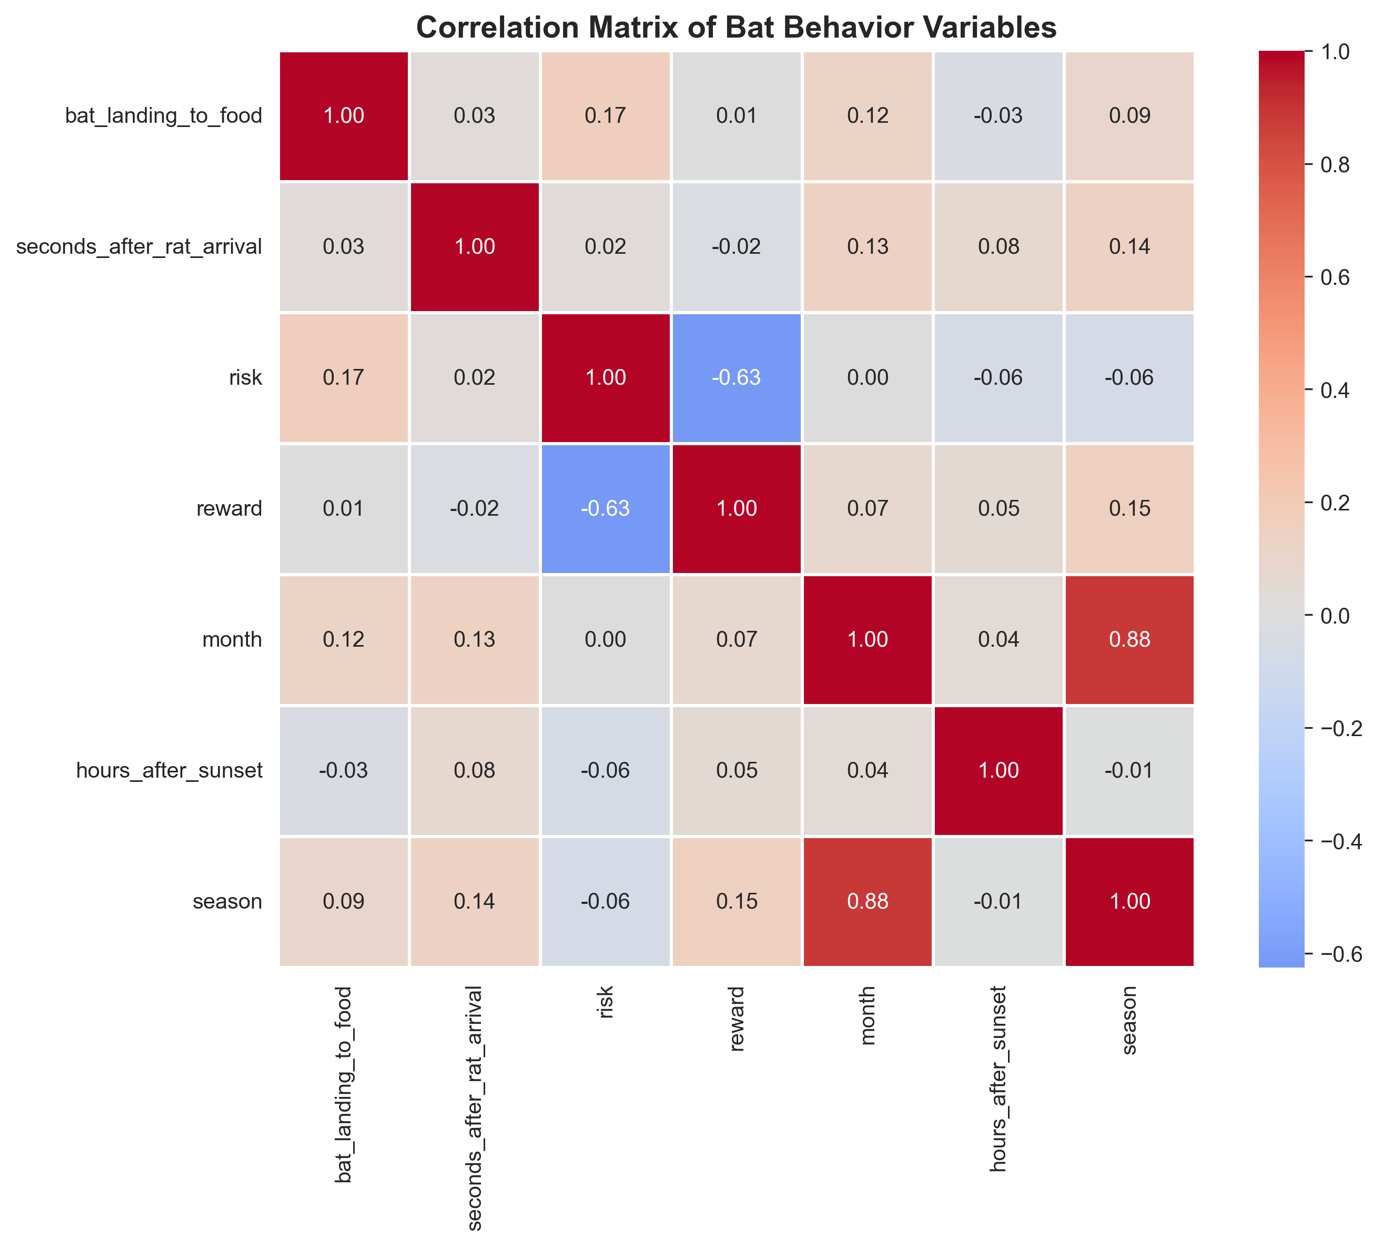 Correlation Matrix of Bat Behavior Variables
bat_landing_to_food 1.00 0.03 0.17 0.01 0.12 -0.03 0.09
seconds_after_rat_arrival 0.03 1.00 0.02 -0.02 0.13 0.08 0.14
risk 0.17 0.02 1.00 -0.63 0.00 -0.06 -0.06
reward 0.01 -0.02 -0.63 1.00 0.07 0.05 0.15
month 0.12 0.13 0.00 0.07 1.00 0.04 0.88
hours_after_sunset -0.03 0.08 -0.06 0.05 0.04 1.00 -0.01
season 0.09 0.14 -0.06 0.15 0.88 -0.01 1.00
bat_landing_to_food
seconds_after_rat_arrival
risk
reward
month
hours_after_sunset
season
1.0
0.8
0.6
0.4
0.2
0.0
−0.2
−0.4
−0.6